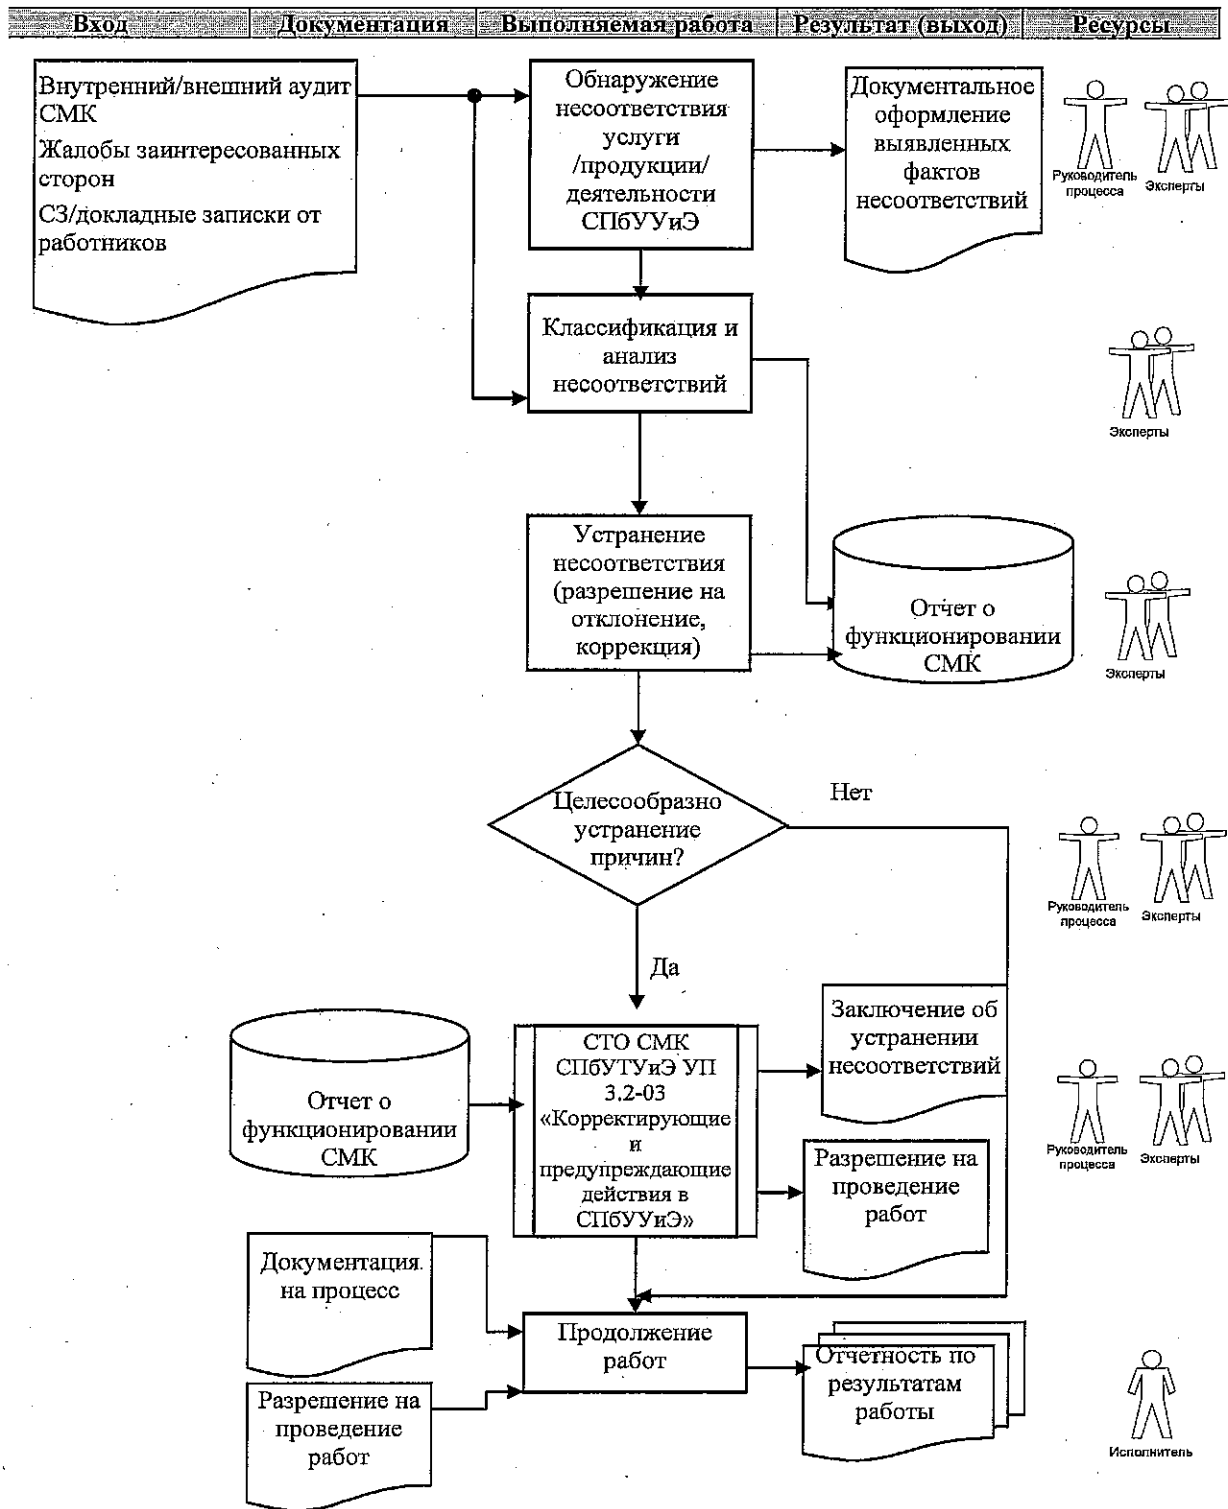 Вход Документация Выполняемая работа Результат (выход) Ресурсы
Внутренний/внешний аудит
СМК
Жалобы заинтересованных
сторон
СЗ/докладные записки от
работников
Обнаружение
несоответствия
услуги
/продукции/
деятельности
СПбУУиЭ
Документальное
оформление
выявленных
фактов
несоответствий
Руководитель
процесса
Эксперты
Классификация и
анализ
несоответствий
Эксперты
Устранение
несоответствия
(разрешение на
отклонение,
коррекция)
Отчет о
функционировании
СМК
Эксперты
Целесообразно
устранение
причин?
Нет
Руководитель
процесса
Эксперты
Да
Отчет о
функционировании
СМК
СТО СМК
СПбУТУиЭ УП
3.2-03
«Корректирующие
и
предупреждающие
действия в
СПбУУиЭ»
Заключение об
устранении
несоответствий
Разрешение на
проведение
работ
Руководитель
процесса
Эксперты
Документация
на процесс
Разрешение на
проведение
работ
Продолжение
работ
Отчетность по
результатам
работы
Исполнитель